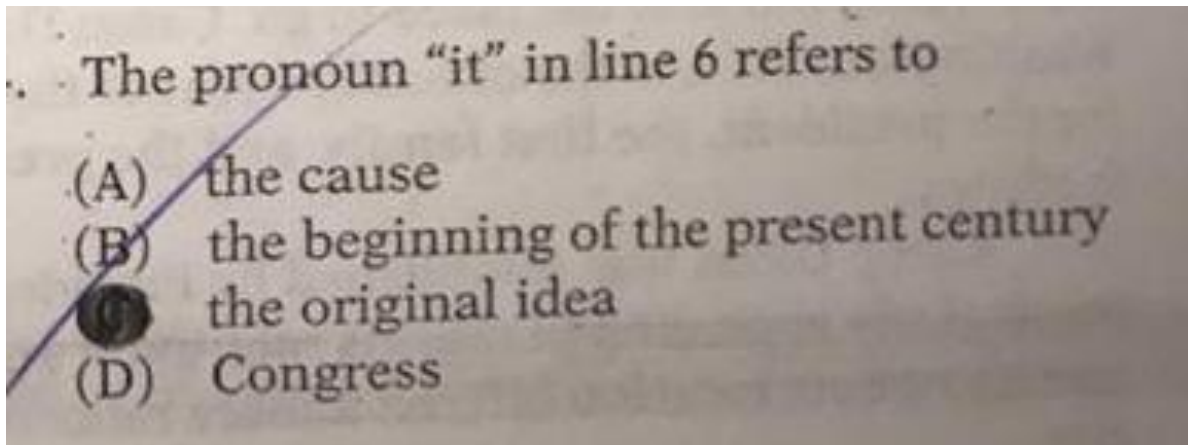 . The pronoun “it” in line 6 refers to
(A) the cause
(B) the beginning of the present century
the original idea
(D) Congress